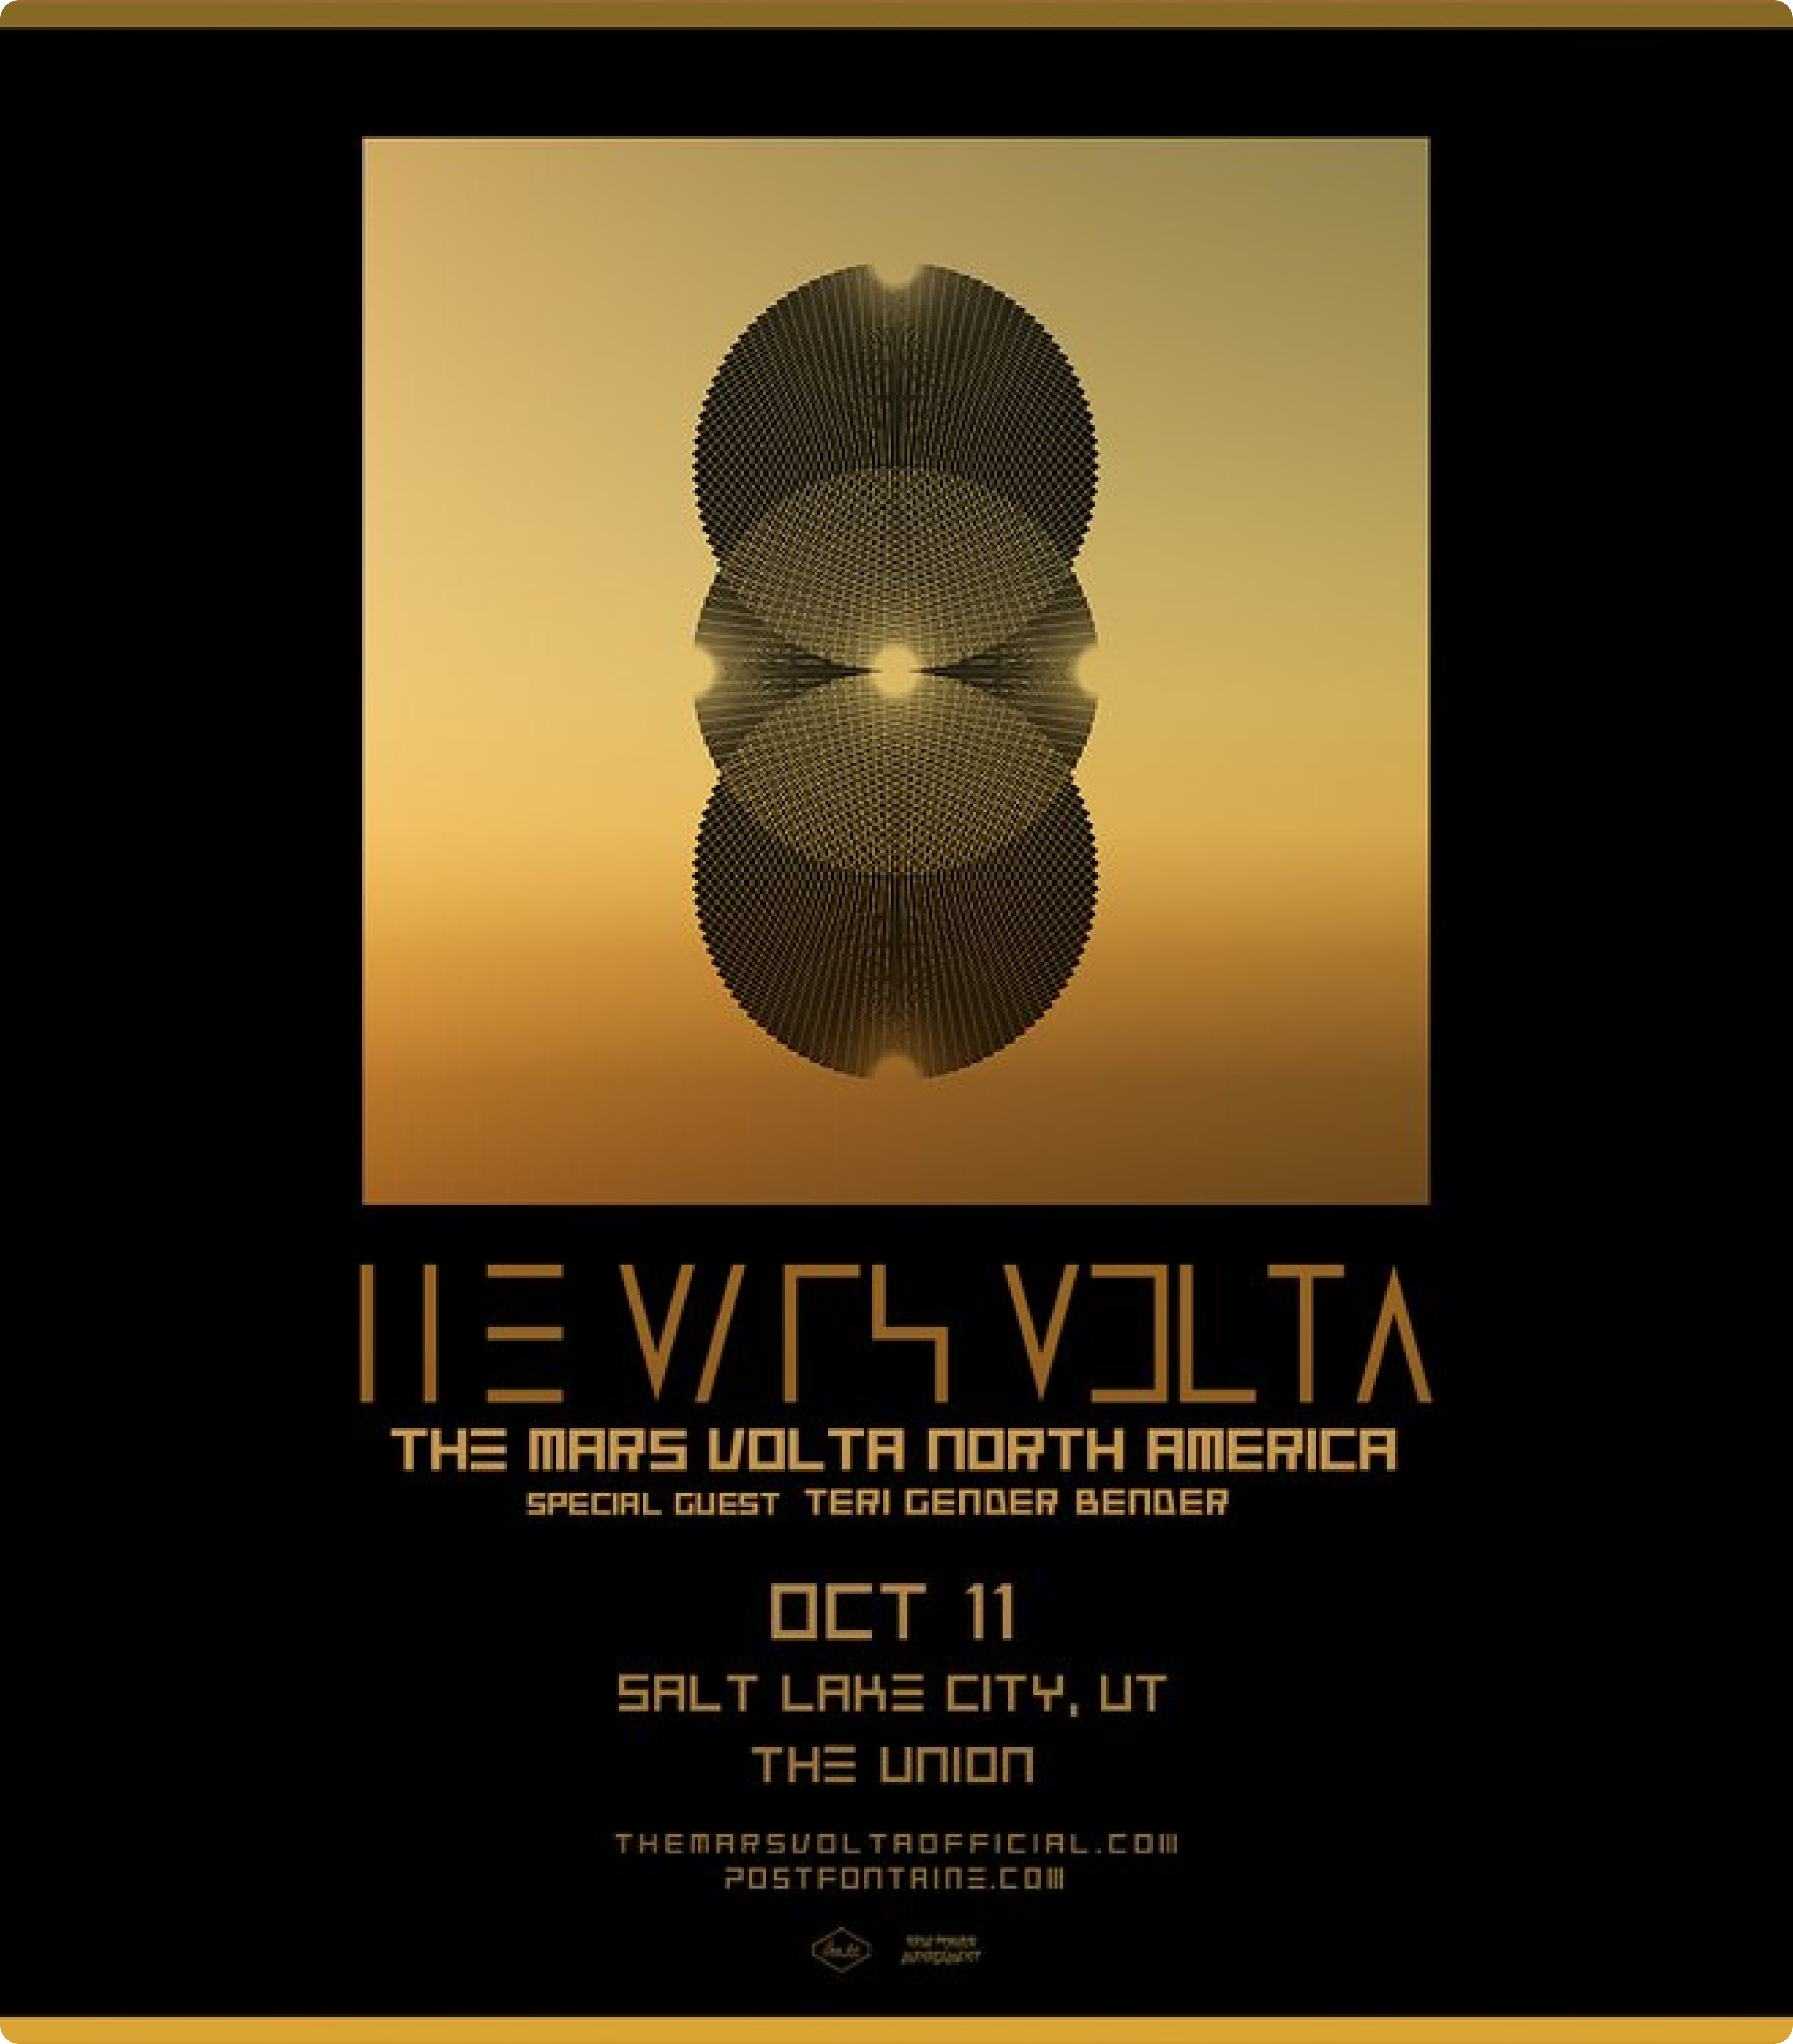 THE MARS VOLTA
THE MARS VOLTA NORTH AMERICA
SPECIAL GUEST TERI GENDER BENDER
OCT 11
SALT LAKE CITY, UT
THE UNION
THEMARSVOLTAOFFICIAL.COM
POSTFONTAINE.COM